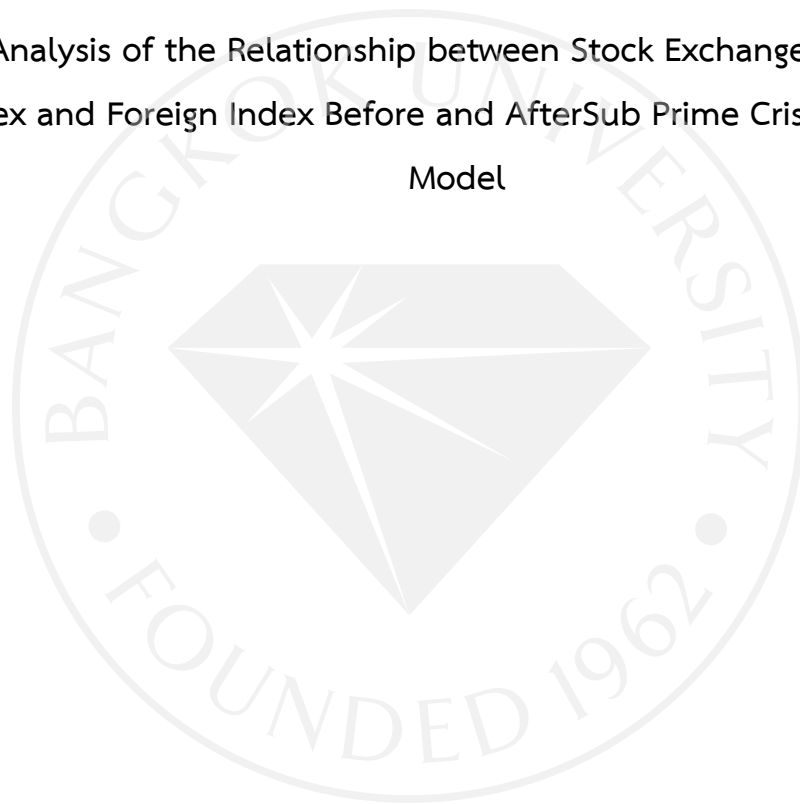 Analysis of the Relationship between Stock Exchange
ex and Foreign Index Before and AfterSub Prime Cris
Model
BANGKOK UNIVERSITY
FOUNDED 1962